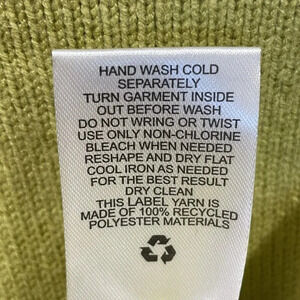 HAND WASH COLD
SEPARATELY
TURN GARMENT INSIDE
OUT BEFORE WASH
DO NOT WRING OR TWIST
USE ONLY NON-CHLORINE
BLEACH WHEN NEEDED
RESHAPE AND DRY FLAT
COOL IRON AS NEEDED
FOR THE BEST RESULT
DRY CLEAN
THIS LABEL YARN IS
MADE OF 100% RECYCLED
POLYESTER MATERIALS